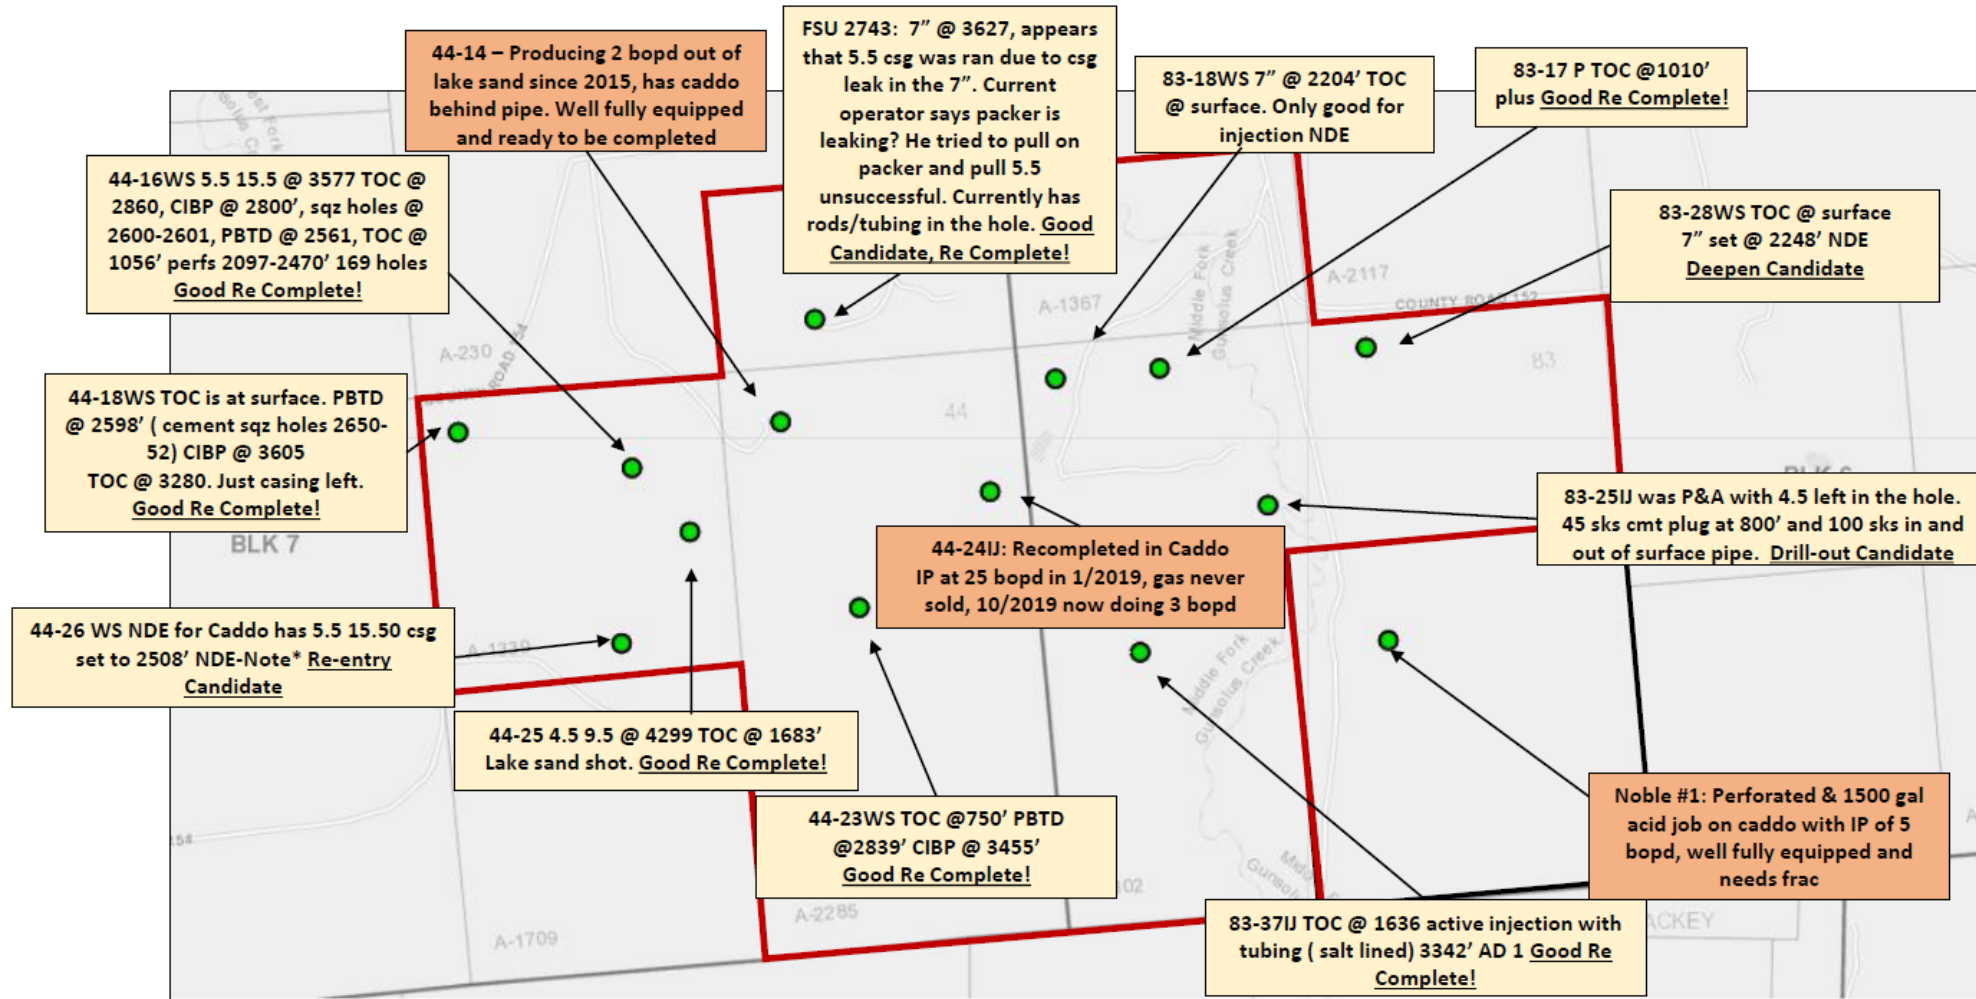 44-14 – Producing 2 bopd out of
lake sand since 2015, has caddo
behind pipe. Well fully equipped
and ready to be completed
FSU 2743: 7” @ 3627, appears
that 5.5 csg was ran due to csg
leak in the 7”. Current
operator says packer is
leaking? He tried to pull on
packer and pull 5.5
unsuccessful. Currently has
rods/tubing in the hole. Good
Candidate, Re Complete!
83-18WS 7” @ 2204’ TOC
@ surface. Only good for
injection NDE
83-17 P TOC @1010’
plus Good Re Complete!
44-16WS 5.5 15.5 @ 3577 TOC @
2860, CIBP @ 2800’, sqz holes @
2600-2601, PBTD @ 2561, TOC @
1056’ perfs 2097-2470’ 169 holes
Good Re Complete!
83-28WS TOC @ surface
7” set @ 2248’ NDE
Deepen Candidate
44-18WS TOC is at surface. PBTD
@ 2598’ ( cement sqz holes 2650-
52) CIBP @ 3605
TOC @ 3280. Just casing left.
Good Re Complete!
83-25IJ was P&A with 4.5 left in the hole.
45 sks cmt plug at 800’ and 100 sks in and
out of surface pipe. Drill-out Candidate
44-24IJ: Recompleted in Caddo
IP at 25 bopd in 1/2019, gas never
sold, 10/2019 now doing 3 bopd
44-26 WS NDE for Caddo has 5.5 15.50 csg
set to 2508’ NDE-Note* Re-entry
Candidate
44-25 4.5 9.5 @ 4299 TOC @ 1683’
Lake sand shot. Good Re Complete!
44-23WS TOC @750’ PBTD
@2839’ CIBP @ 3455’
Good Re Complete!
Noble #1: Perforated & 1500 gal
acid job on caddo with IP of 5
bopd, well fully equipped and
needs frac
83-37IJ TOC @ 1636 active injection with
tubing ( salt lined) 3342’ AD 1 Good Re
Complete!
A-230
A-1367
A-2117
COUNTY ROAD 152
Middle Fork
Gunsolus Creek
83
44
BLK 7
A-1339
Middle Fork
Gunsolus Creek
154
A-2285
A-1709